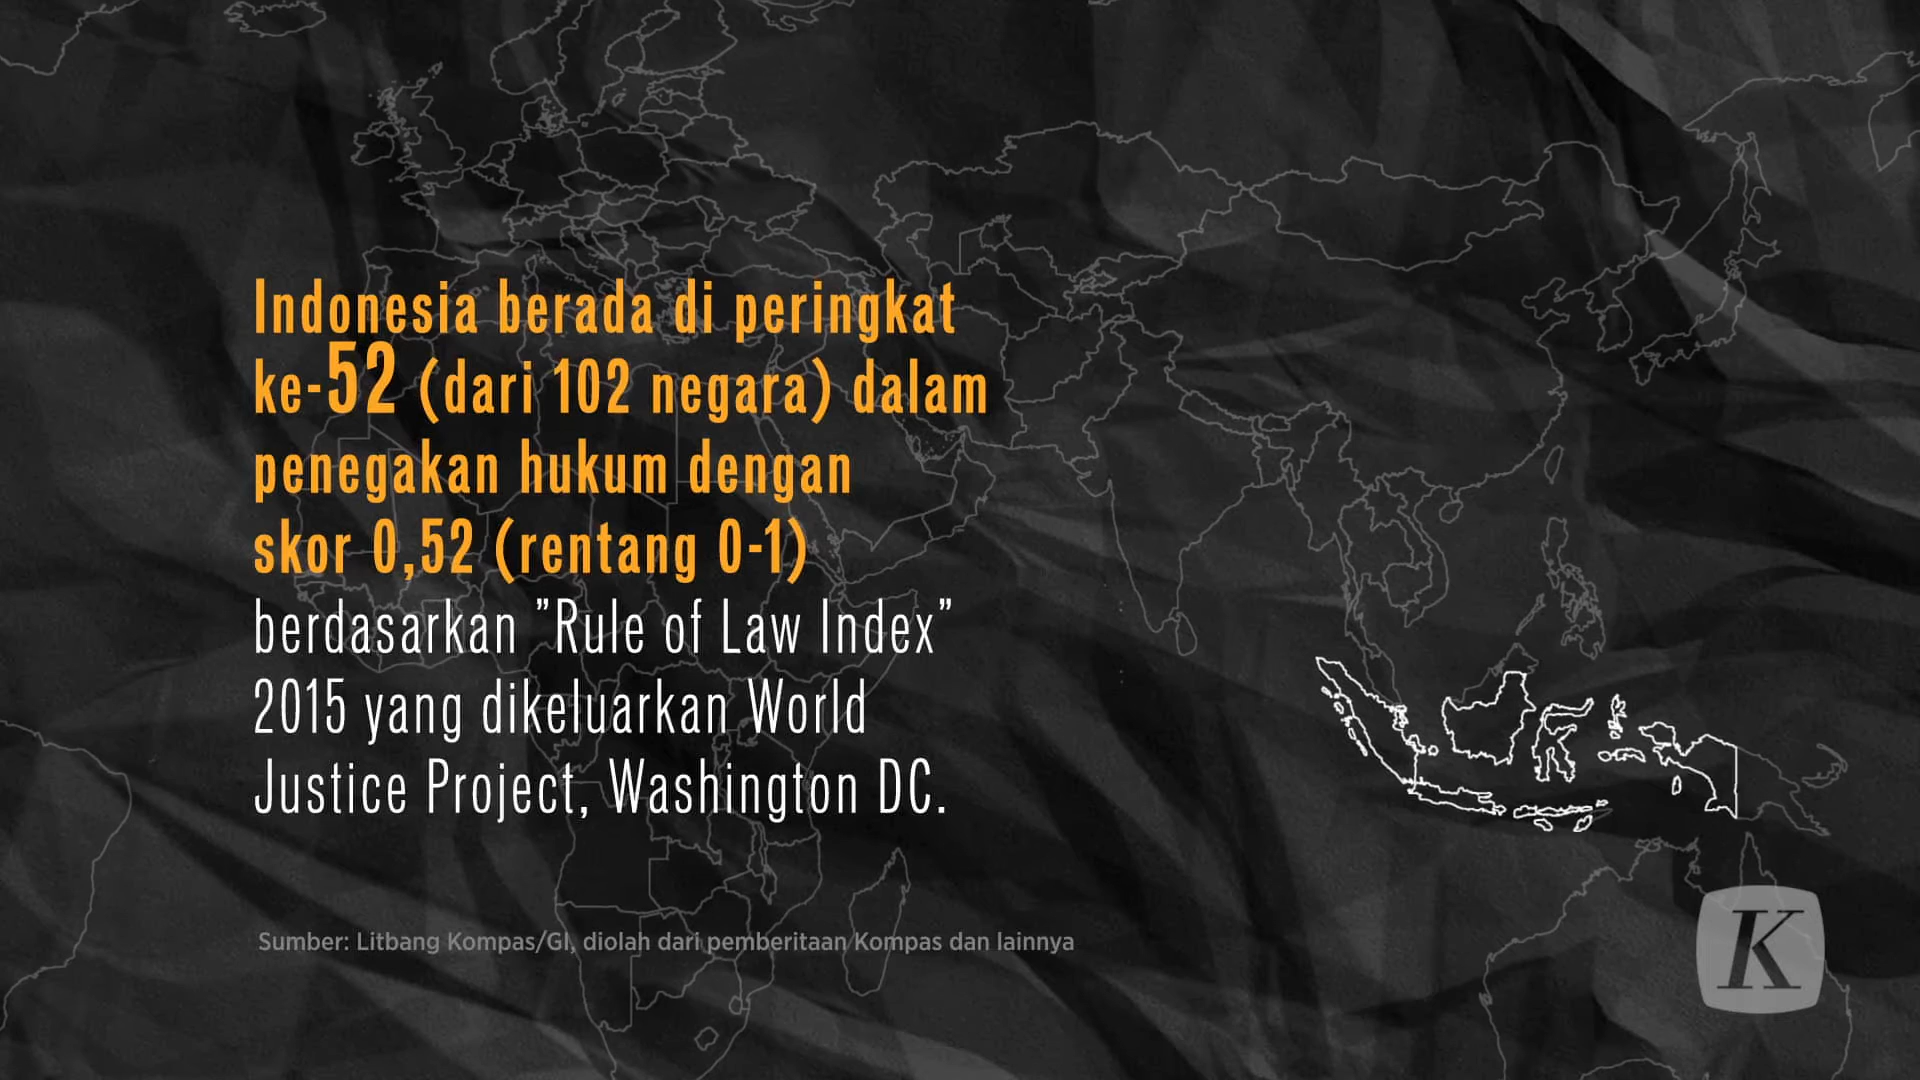 Indonesia berada di peringkat
ke-52 (dari 102 negara) dalam
penegakan hukum dengan
skor 0,52 (rentang 0-1)
berdasarkan ”Rule of Law Index”
2015 yang dikeluarkan World
Justice Project, Washington DC.
Sumber: Litbang Kompas/GI, diolah dari pemberitaan Kompas dan lainnya
K